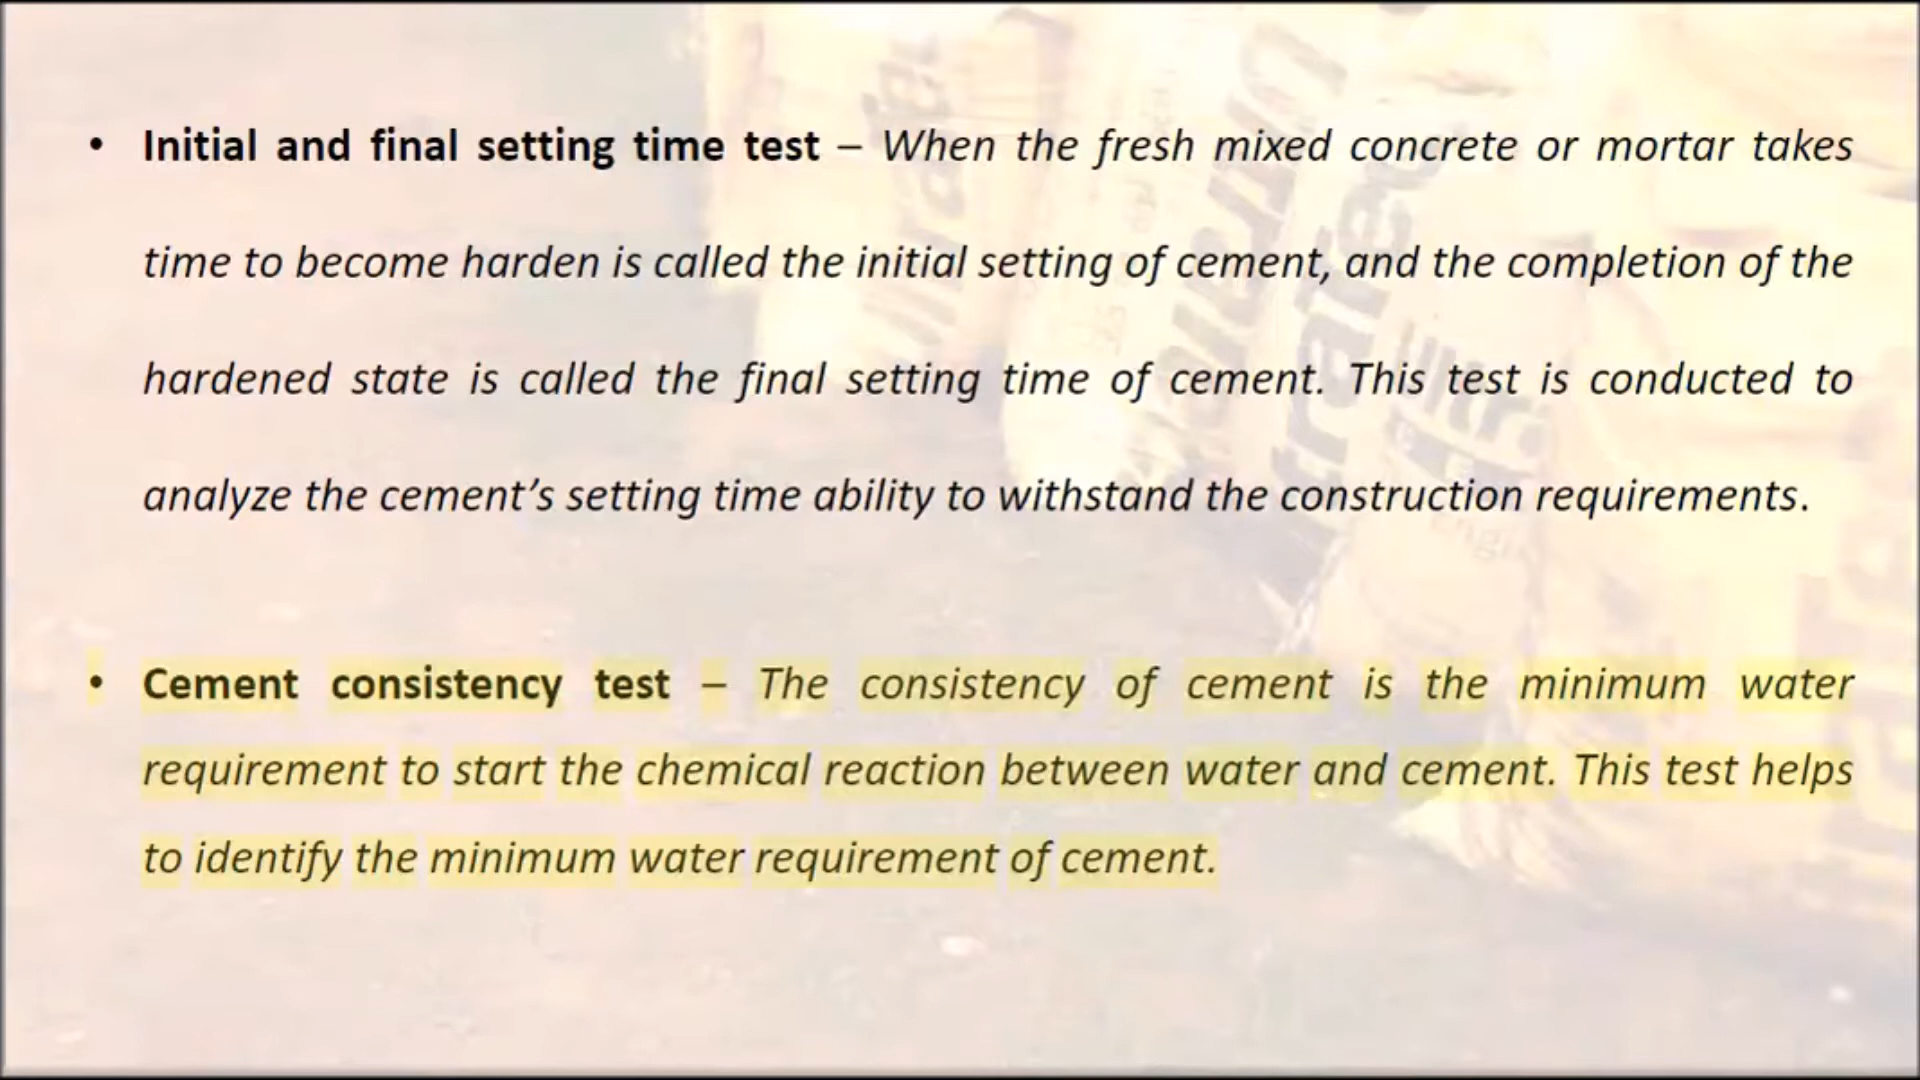 • Initial and final setting time test – When the fresh mixed concrete or mortar takes
time to become harden is called the initial setting of cement, and the completion of the
hardened state is called the final setting time of cement. This test is conducted to
analyze the cement’s setting time ability to withstand the construction requirements.
• Cement consistency test – The consistency of cement is the minimum water
requirement to start the chemical reaction between water and cement. This test helps
to identify the minimum water requirement of cement.